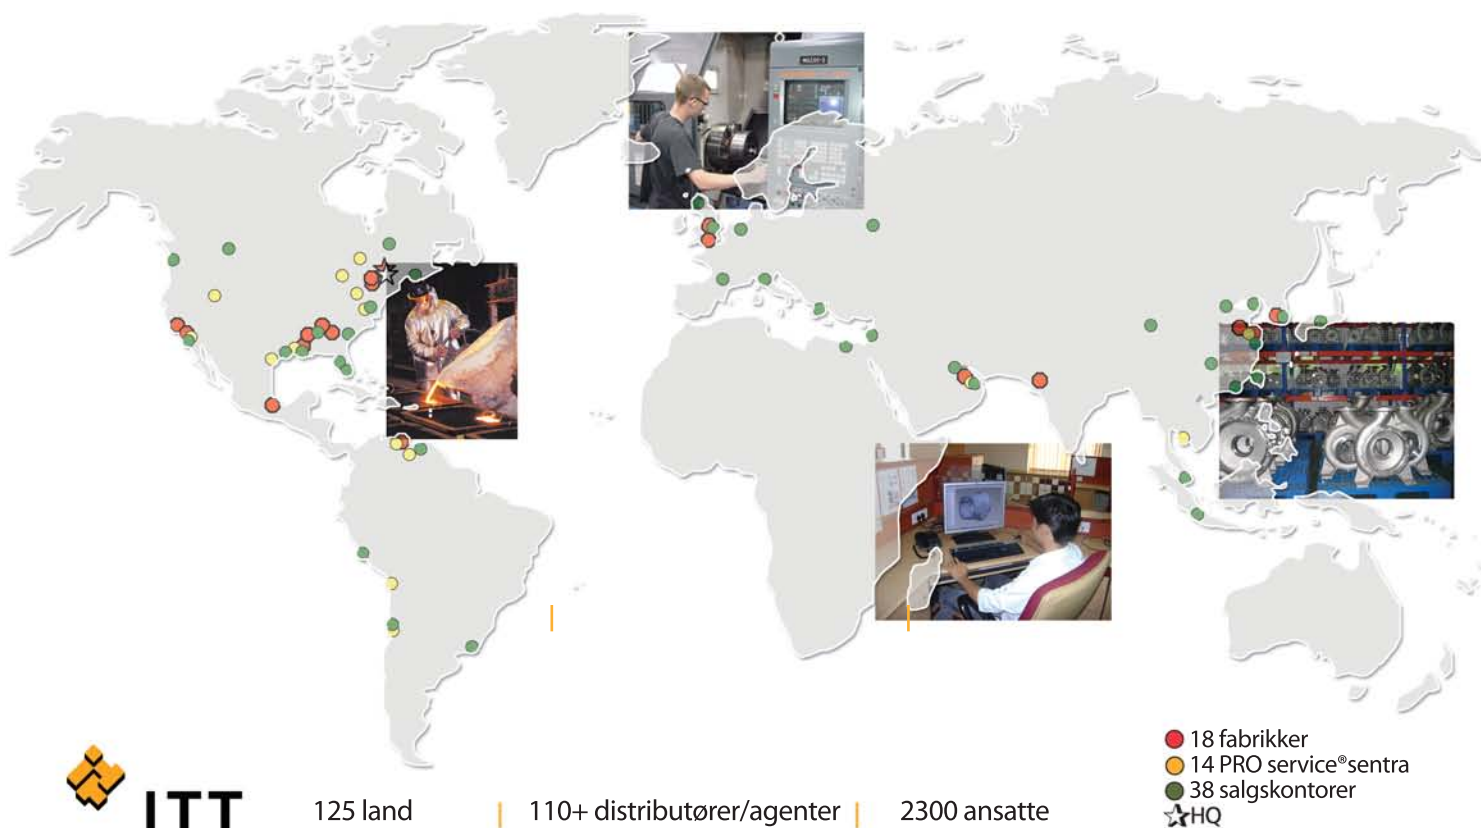 18 fabrikker
14 PRO service®sentra
38 salgskontorer
HQ
ITT
125 land
110+ distributører/agenter
2300 ansatte